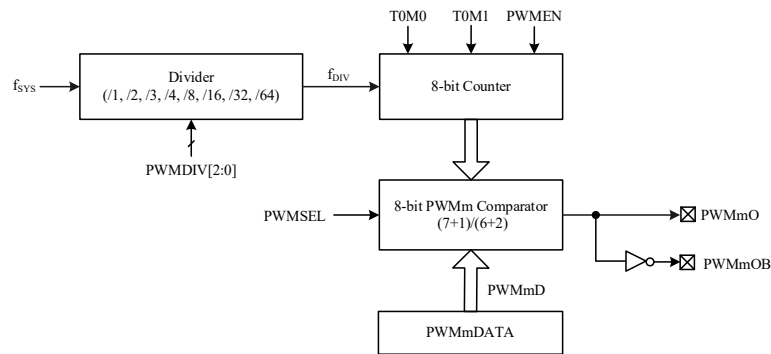 T0M0 T0M1 PWMEN
fSYS
Divider
(/1, /2, /3, /4, /8, /16, /32, /64)
fDIV
8-bit Counter
PWMDIV[2:0]
PWMSEL
8-bit PWMm Comparator
(7+1)/(6+2)
PWMmO
PWMmOB
PWMmD
PWMmDATA